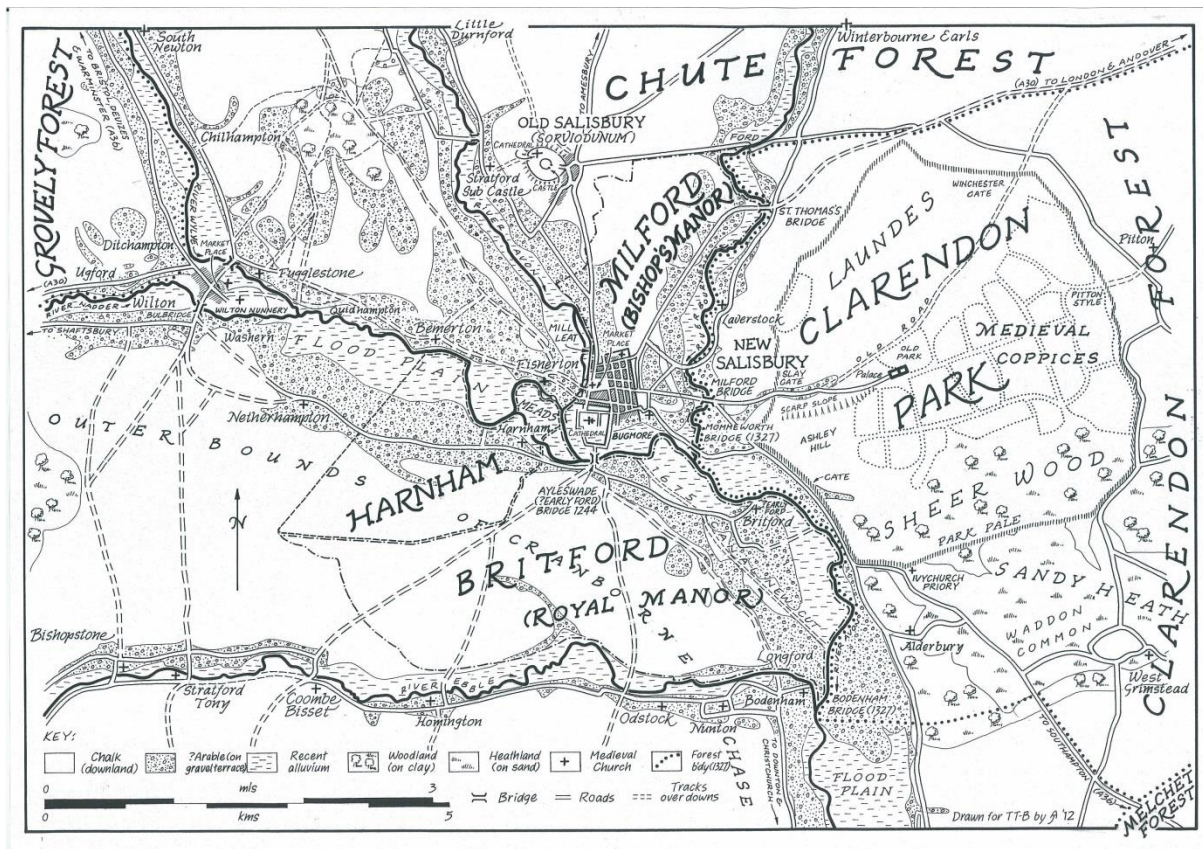 South
Newton
TO BRISTOL, DEVIZES
& WARMINSTER (A36)
Little
Durnford
TO AMESBURY
Winterbourne Earls
CHUTE FOREST
(A30) TO LONDON & ANDOVER
GROVELY FOREST
Chilhampton
OLD SALISBURY
(SORVIODUNUM)
CATHEDRAL
CASTLE
Stratford
Sub Castle
FORD
RIVER
MILFORD
(BISHOP'S MANOR)
ST. THOMAS'S
BRIDGE
WINCHESTER
GATE
LAUNDES
CLARENDON
PARK
Pitton
PITTON
STYLE
CLARENDON FOREST
Ditchampton
MARKET
PLACE
Ugford
(A30)
Fugglestone
RIVER NADDER
Wilton
BULBRIDGE
WILTON NUNNERY
Quidhampton
TO SHAFTSBURY
Washern
FLOOD
PLAIN
Bemerton
MILL
LEAT
Fisherton
MARKET
PLACE
NEW
SALISBURY
Laverstock
SLAY
GATE
MILFORD
BRIDGE
OLD ROAD
OLD
PARK
Palace
MEDIEVAL
COPPICES
SCARP SLOPE
Netherhampton
MEADS
Harnham
CATHEDRAL
BUGMORE
MOMMEWORTH
BRIDGE (1327)
ASHLEY
HILL
OUTER BOUNDS OF CRANBORNE CHASE
HARNHAM
AYLESWADE
(?EARLY FORD)
BRIDGE 1244
GATE
SHEER WOOD
PARK PALE
N
Britford
BRITFORD
(ROYAL MANOR)
NEW CUT
IVYCHURCH
PRIORY
SANDY HEATH
WADDON
COMMON
Alderbury
Bishopstone
Stratford
Tony
Coombe
Bisset
RIVER EBBLE
Homington
Odstock
Nunton
Longford
Bodenham
BODENHAM
BRIDGE (1327)
West
Grimstead
TO SOUTHAMPTON
(A36)
TO DOWNTON &
CHRISTCHURCH
FLOOD
PLAIN
MELCHET
FOREST
KEY:
Chalk
(downland)
?Arable (on
gravel terrace)
Recent
alluvium
Woodland
(on clay)
Heathland
(on sand)
Medieval
Church
Forest
bdy (1327)
0 mls 3
0 kms 5
Bridge
Roads
Tracks
over downs
Drawn for TT-B by
'12